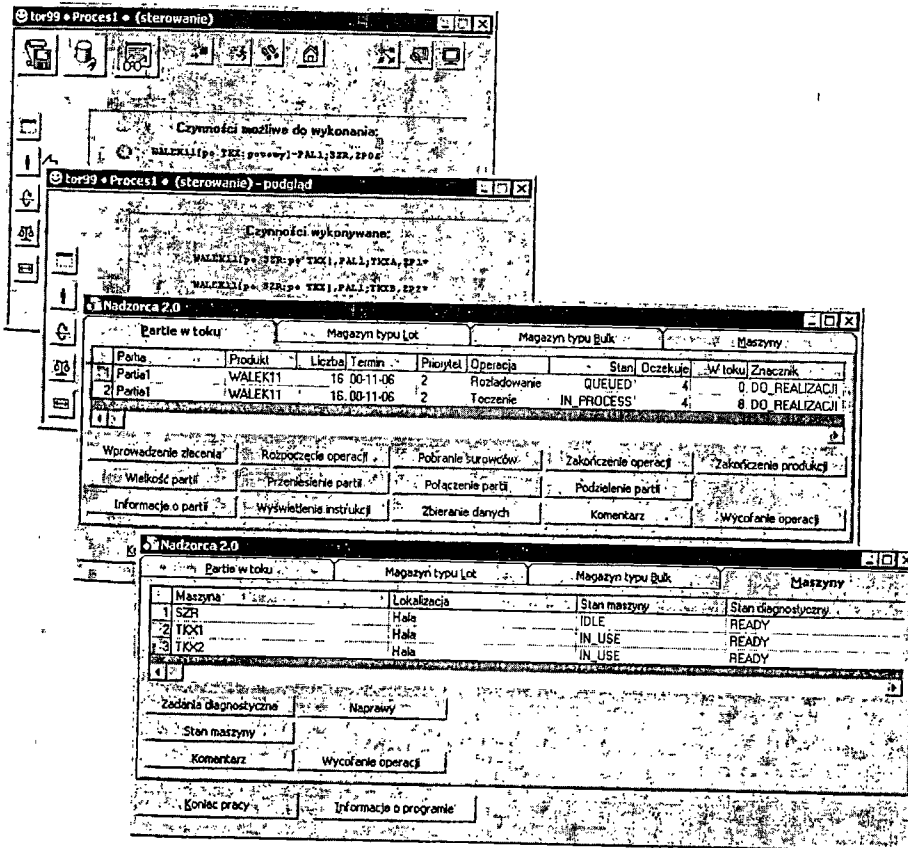 tor99 • Proces1 • (sterowanie)
Czynności możliwe do wykonania:
tor99 • Proces1 • (sterowanie) - podgląd
Czynności wykonywane:
Nadzorca 2.0
Partie w toku Magazyn typu Lot Magazyn typu Bulk Maszyny
Partia Produkt Liczba Termin Priorytet Operacja Stan Oczekuje W toku Znacznik
1 Partia1 WALEK11 16 00-11-06 2 Rozładowanie QUEUED 4 0 DO_REALIZACJI
2 Partia1 WALEK11 16 00-11-06 2 Toczenie IN_PROCESS 4 8 DO_REALIZACJI
Wprowadzenie zlecenia Rozpoczęcie operacji Pobranie surowców Zakończenie operacji Zakończenie produkcji
Wielkość partii Przeniesienie partii Połączenie partii Podzielenie partii
Informacje o partii Wyświetlenie instrukcji Zbieranie danych Komentarz Wycofanie operacji
Nadzorca 2.0
Partie w toku Magazyn typu Lot Magazyn typu Bulk Maszyny
Maszyna Lokalizacja Stan maszyny Stan diagnostyczny
1 SZR Hala IDLE READY
2 TKX1 Hala IN_USE READY
3 TKX2 Hala IN_USE READY
Zadania diagnostyczne Naprawy
Stan maszyny
Komentarz Wycofanie operacji
Koniec pracy Informacje o programie